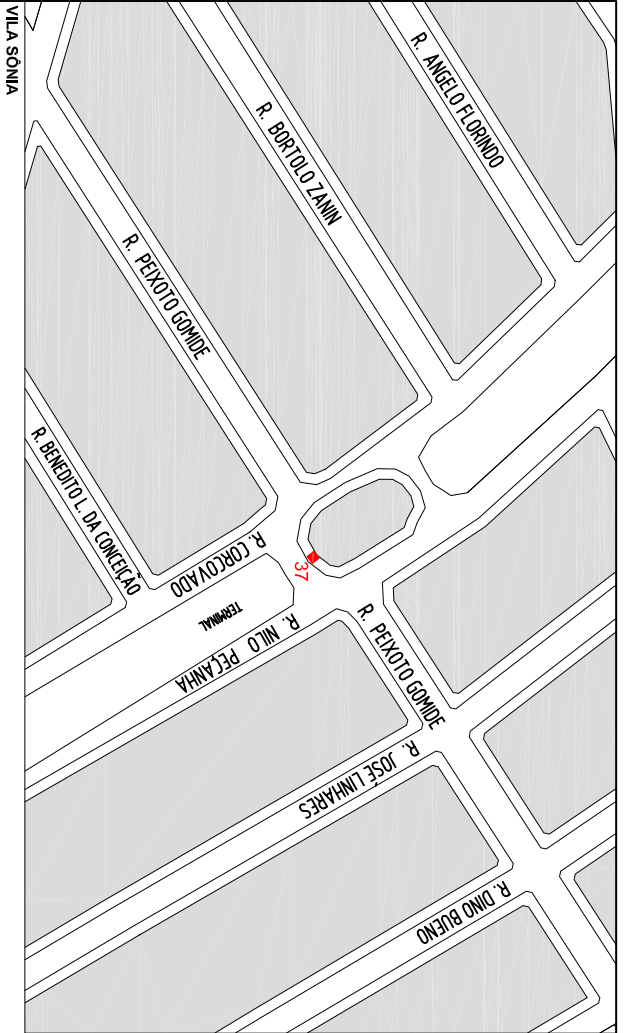 VILA SÔNIA
R. ANGELO FLORINDO
R. BORTOLO ZANIN
R. PEIXOTO GOMIDE
R. BENEDITO L. DA CONCEIÇÃO
R. CORCOVADO
37
TERMINAL
R. NILO PEÇANHA
R. PEIXOTO GOMIDE
R. JOSÉ LINHARES
R. DINO BUENO